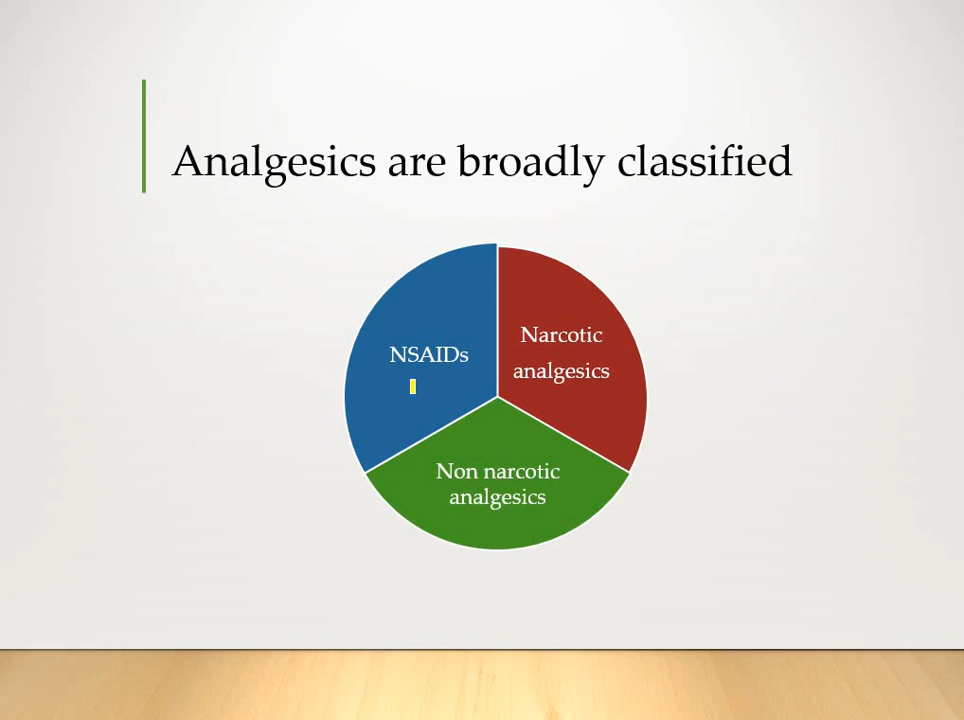 Analgesics are broadly classified
NSAIDs
Narcotic
analgesics
Non narcotic
analgesics